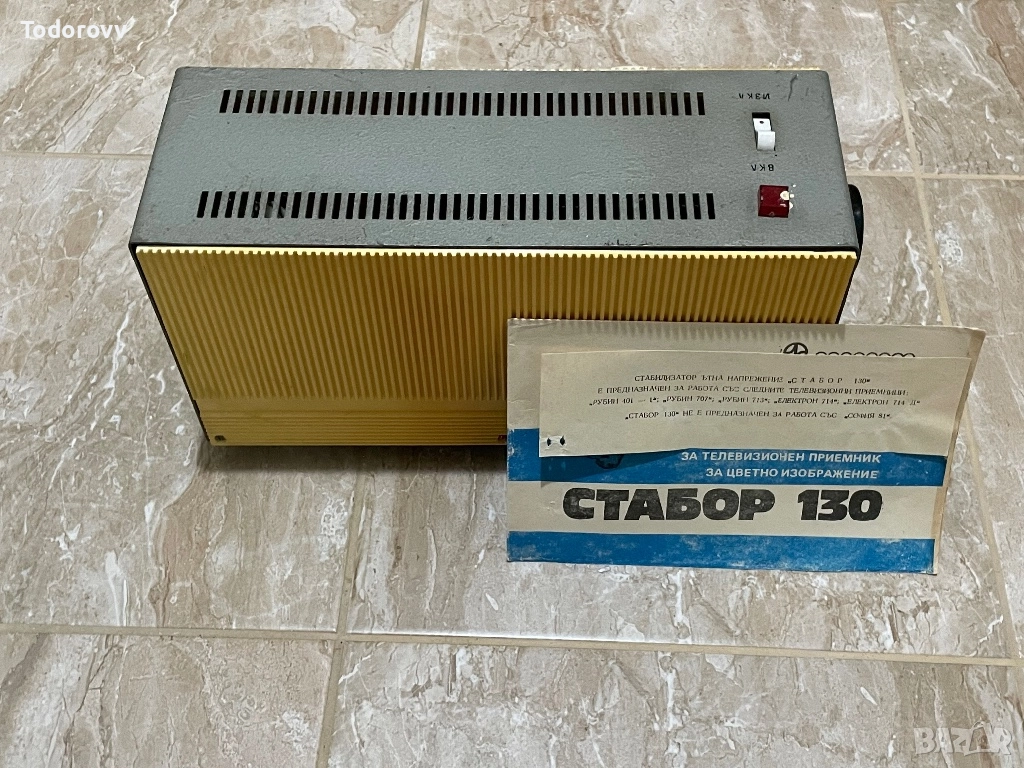 Todorovy
ИЗКЛ
ВКЛ
СТАБИЛИЗАТОР НАПРЕЖЕНИЕ „СТАБОР 130“
Е ПРЕДНАЗНАЧЕН ЗА РАБОТА СЪС СЛЕДНИТЕ ТЕЛЕВИЗИОННИ ПРИЕМНИЦИ:
„РУБИН 401 — 1“; „РУБИН 707“; „РУБИН 713“; „ЕЛЕКТРОН 714“; „ЕЛЕКТРОН 714 Д“
„СТАБОР 130“ НЕ Е ПРЕДНАЗНАЧЕН ЗА РАБОТА СЪС „СОФИЯ 81“.
ЗА ТЕЛЕВИЗИОНЕН ПРИЕМНИК
ЗА ЦВЕТНО ИЗОБРАЖЕНИЕ
СТАБОР 130
BAZAR